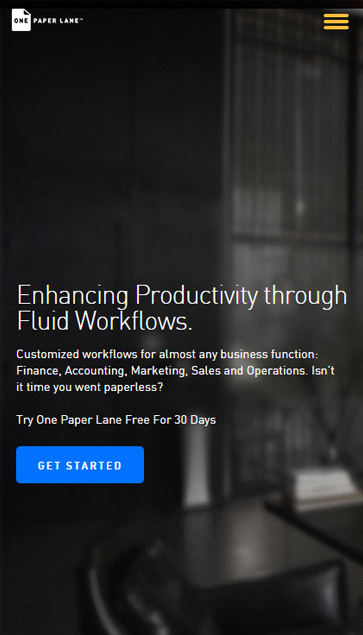 ONE PAPER LANE™
Enhancing Productivity through
Fluid Workflows.
Customized workflows for almost any business function:
Finance, Accounting, Marketing, Sales and Operations. Isn't
it time you went paperless?
Try One Paper Lane Free For 30 Days
GET STARTED